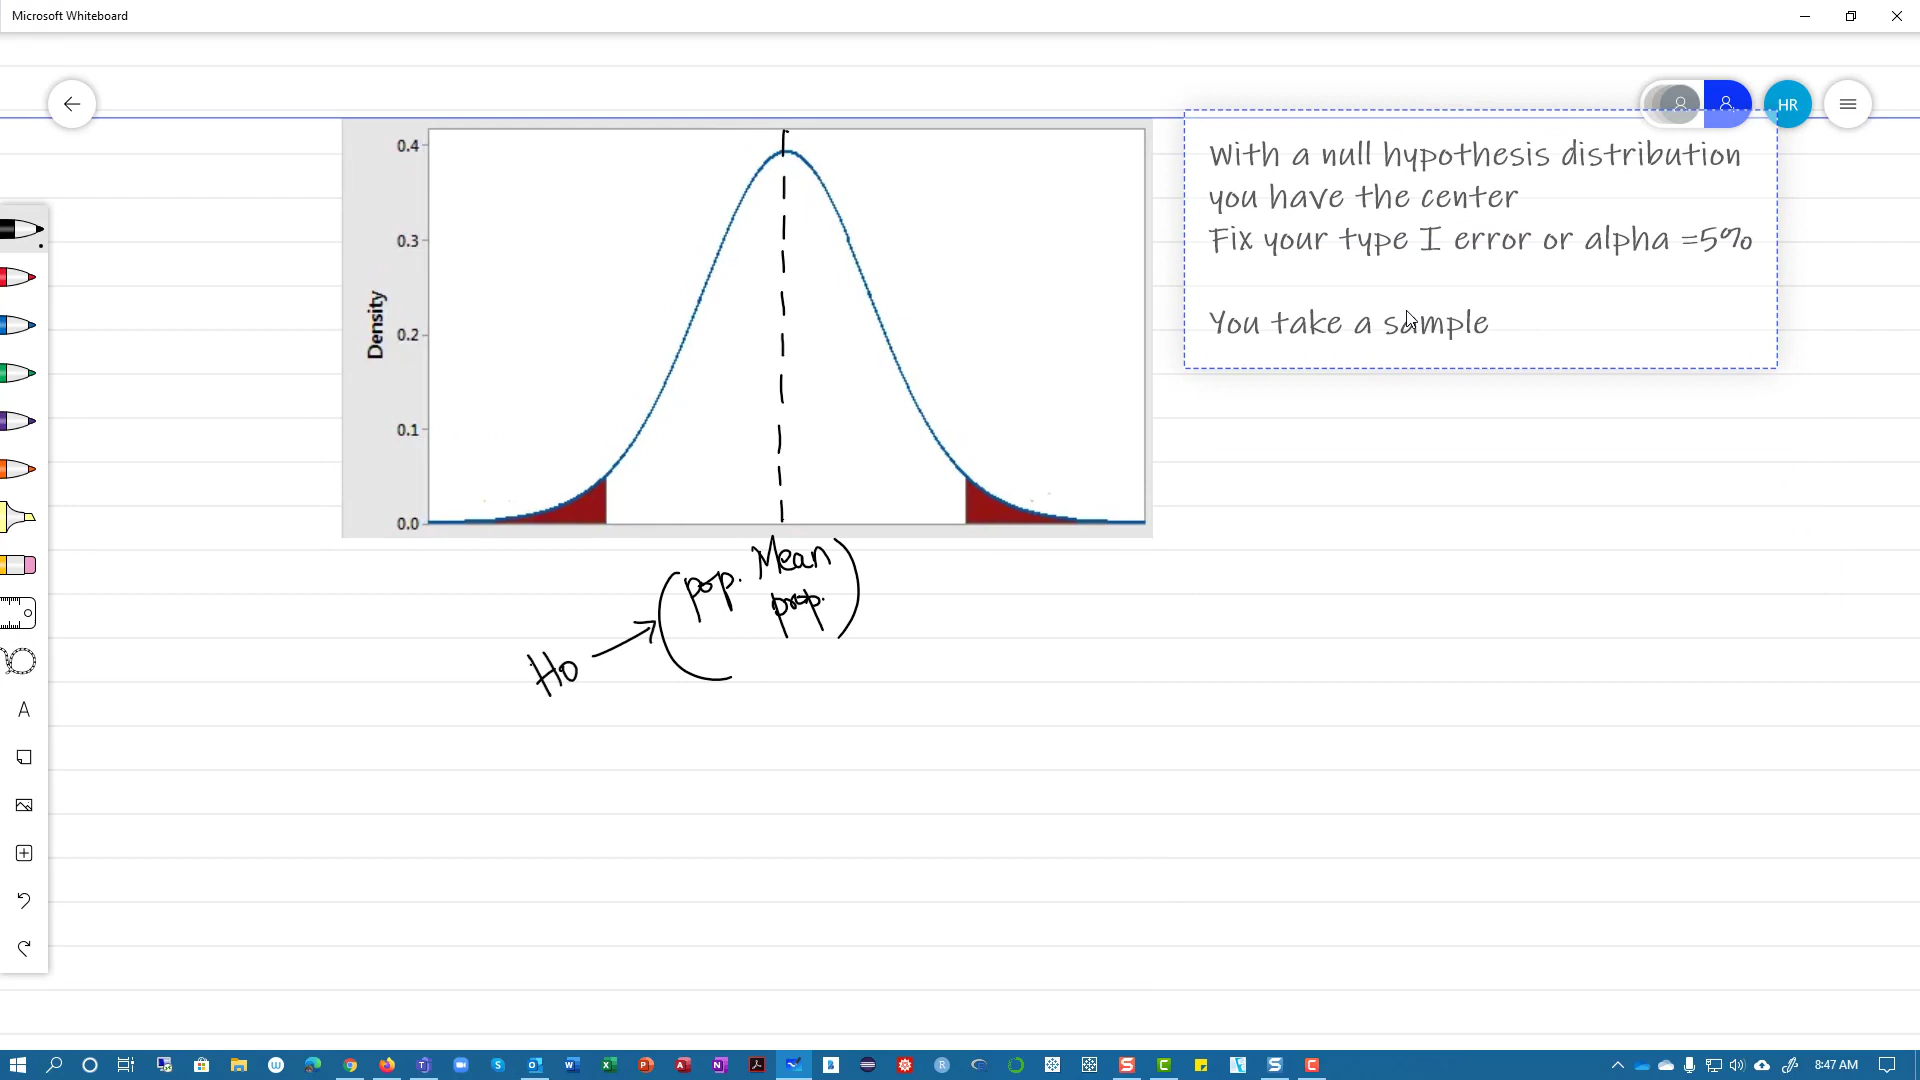 Microsoft Whiteboard
HR
With a null hypothesis distribution
you have the center
Fix your type I error or alpha =5%
You take a sample
0.4
0.3
0.2
0.1
0.0
Density
pop. Mean
prop.
Ho
A
8:47 AM